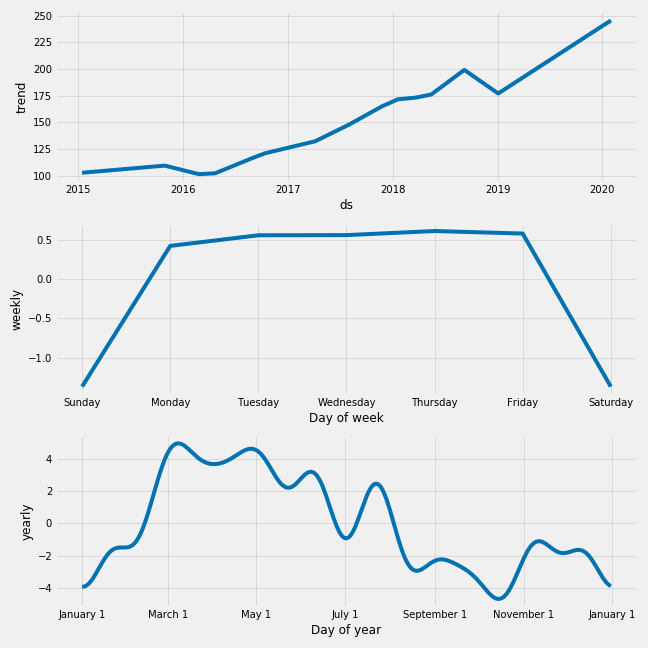 250
225
200
175
150
125
100
trend
2015 2016 2017 2018 2019 2020
ds
0.5
0.0
−0.5
−1.0
weekly
Sunday Monday Tuesday Wednesday Thursday Friday Saturday
Day of week
4
2
0
−2
−4
yearly
January 1 March 1 May 1 July 1 September 1 November 1 January 1
Day of year